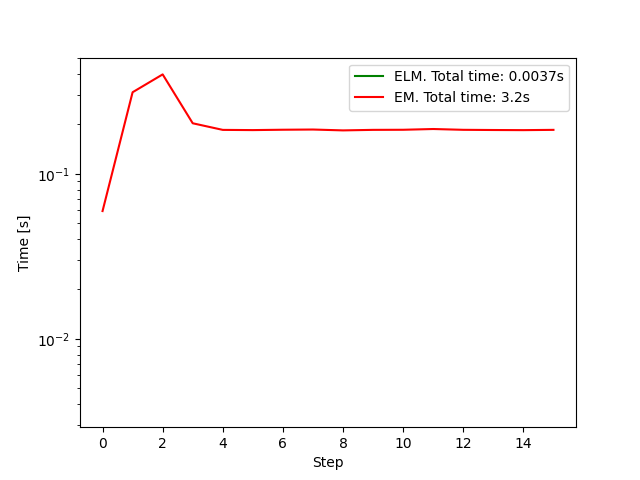 ELM. Total time: 0.0037s
EM. Total time: 3.2s
10⁻¹
10⁻²
Time [s]
0 2 4 6 8 10 12 14
Step